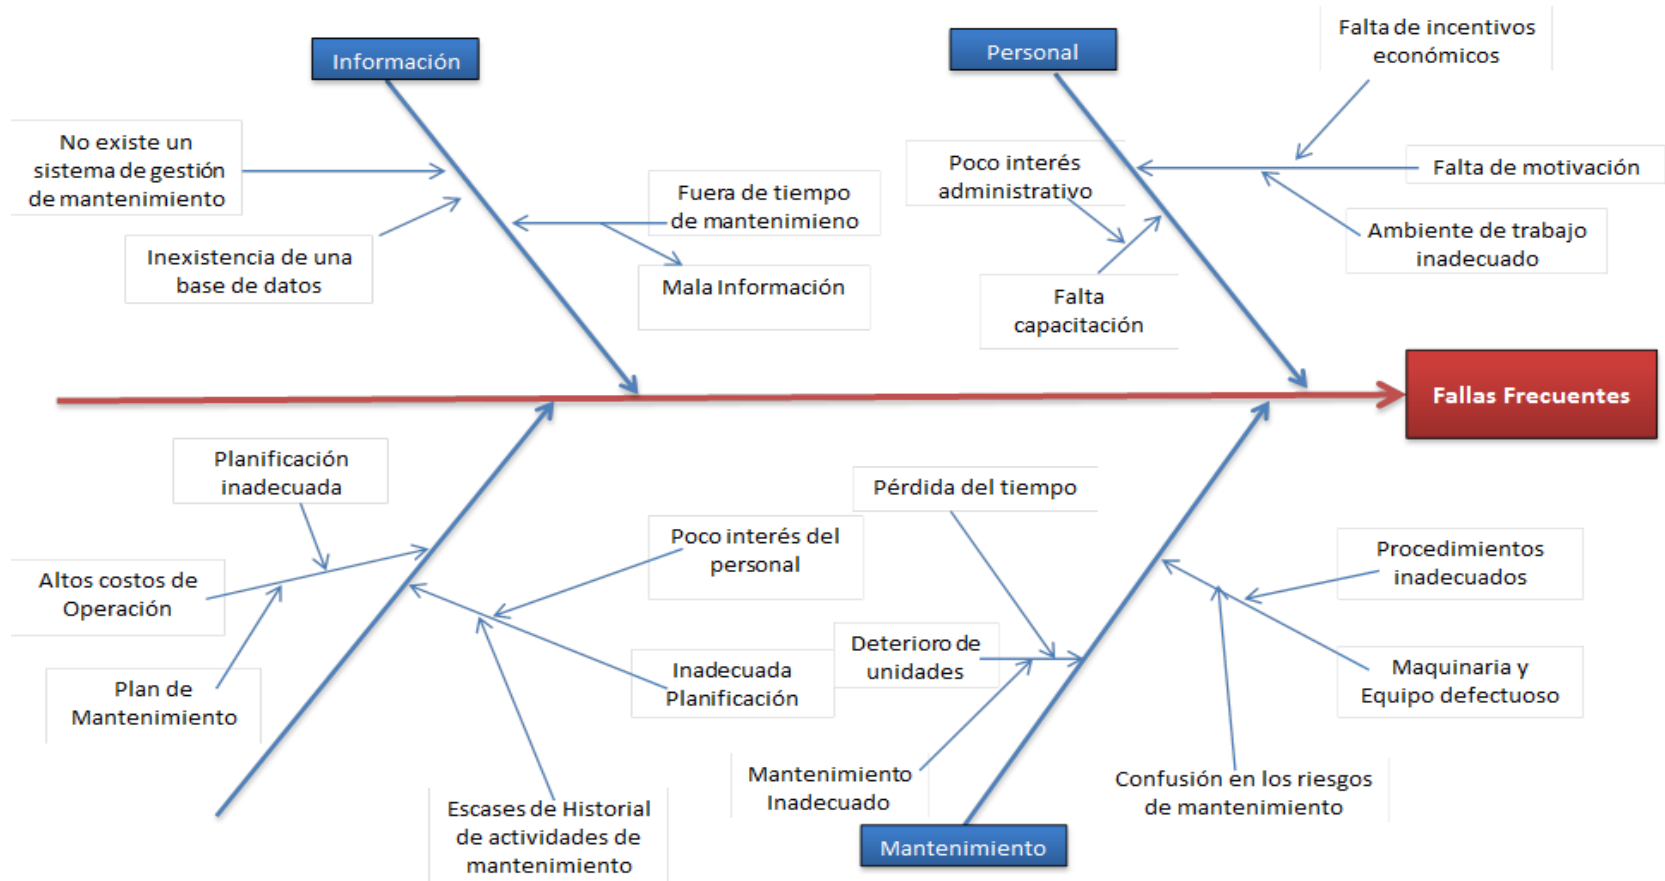 Información
Personal
Falta de incentivos
económicos
No existe un
sistema de gestión
de mantenimiento
Inexistencia de una
base de datos
Fuera de tiempo
de mantenimieno
Mala Información
Poco interés
administrativo
Falta
capacitación
Falta de motivación
Ambiente de trabajo
inadecuado
Fallas Frecuentes
Planificación
inadecuada
Altos costos de
Operación
Plan de
Mantenimiento
Poco interés del
personal
Inadecuada
Planificación
Escases de Historial
de actividades de
mantenimiento
Pérdida del tiempo
Deterioro de
unidades
Mantenimiento
Inadecuado
Procedimientos
inadecuados
Maquinaria y
Equipo defectuoso
Confusión en los riesgos
de mantenimiento
Mantenimiento